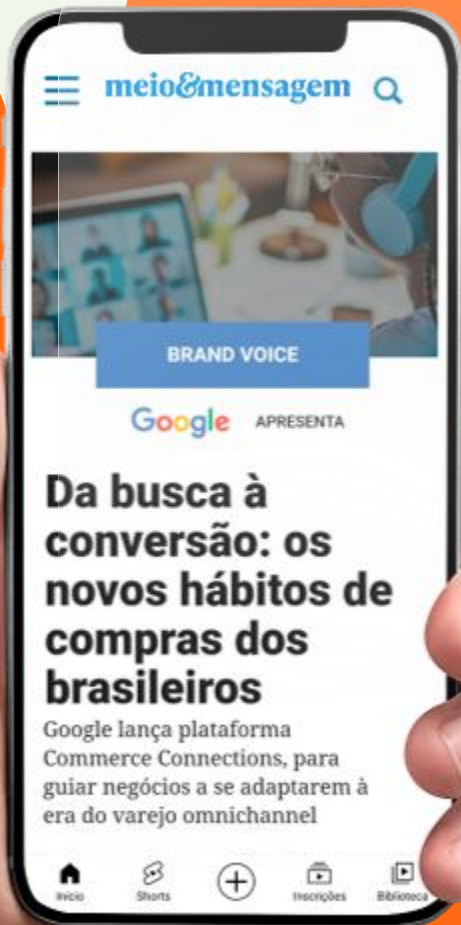 meio&mensagem
BRAND VOICE
Google APRESENTA
Da busca à
conversão: os
novos hábitos de
compras dos
brasileiros
Google lança plataforma
Commerce Connections, para
guiar negócios a se adaptarem à
era do varejo omnichannel
Início Shorts Inscrições Biblioteca